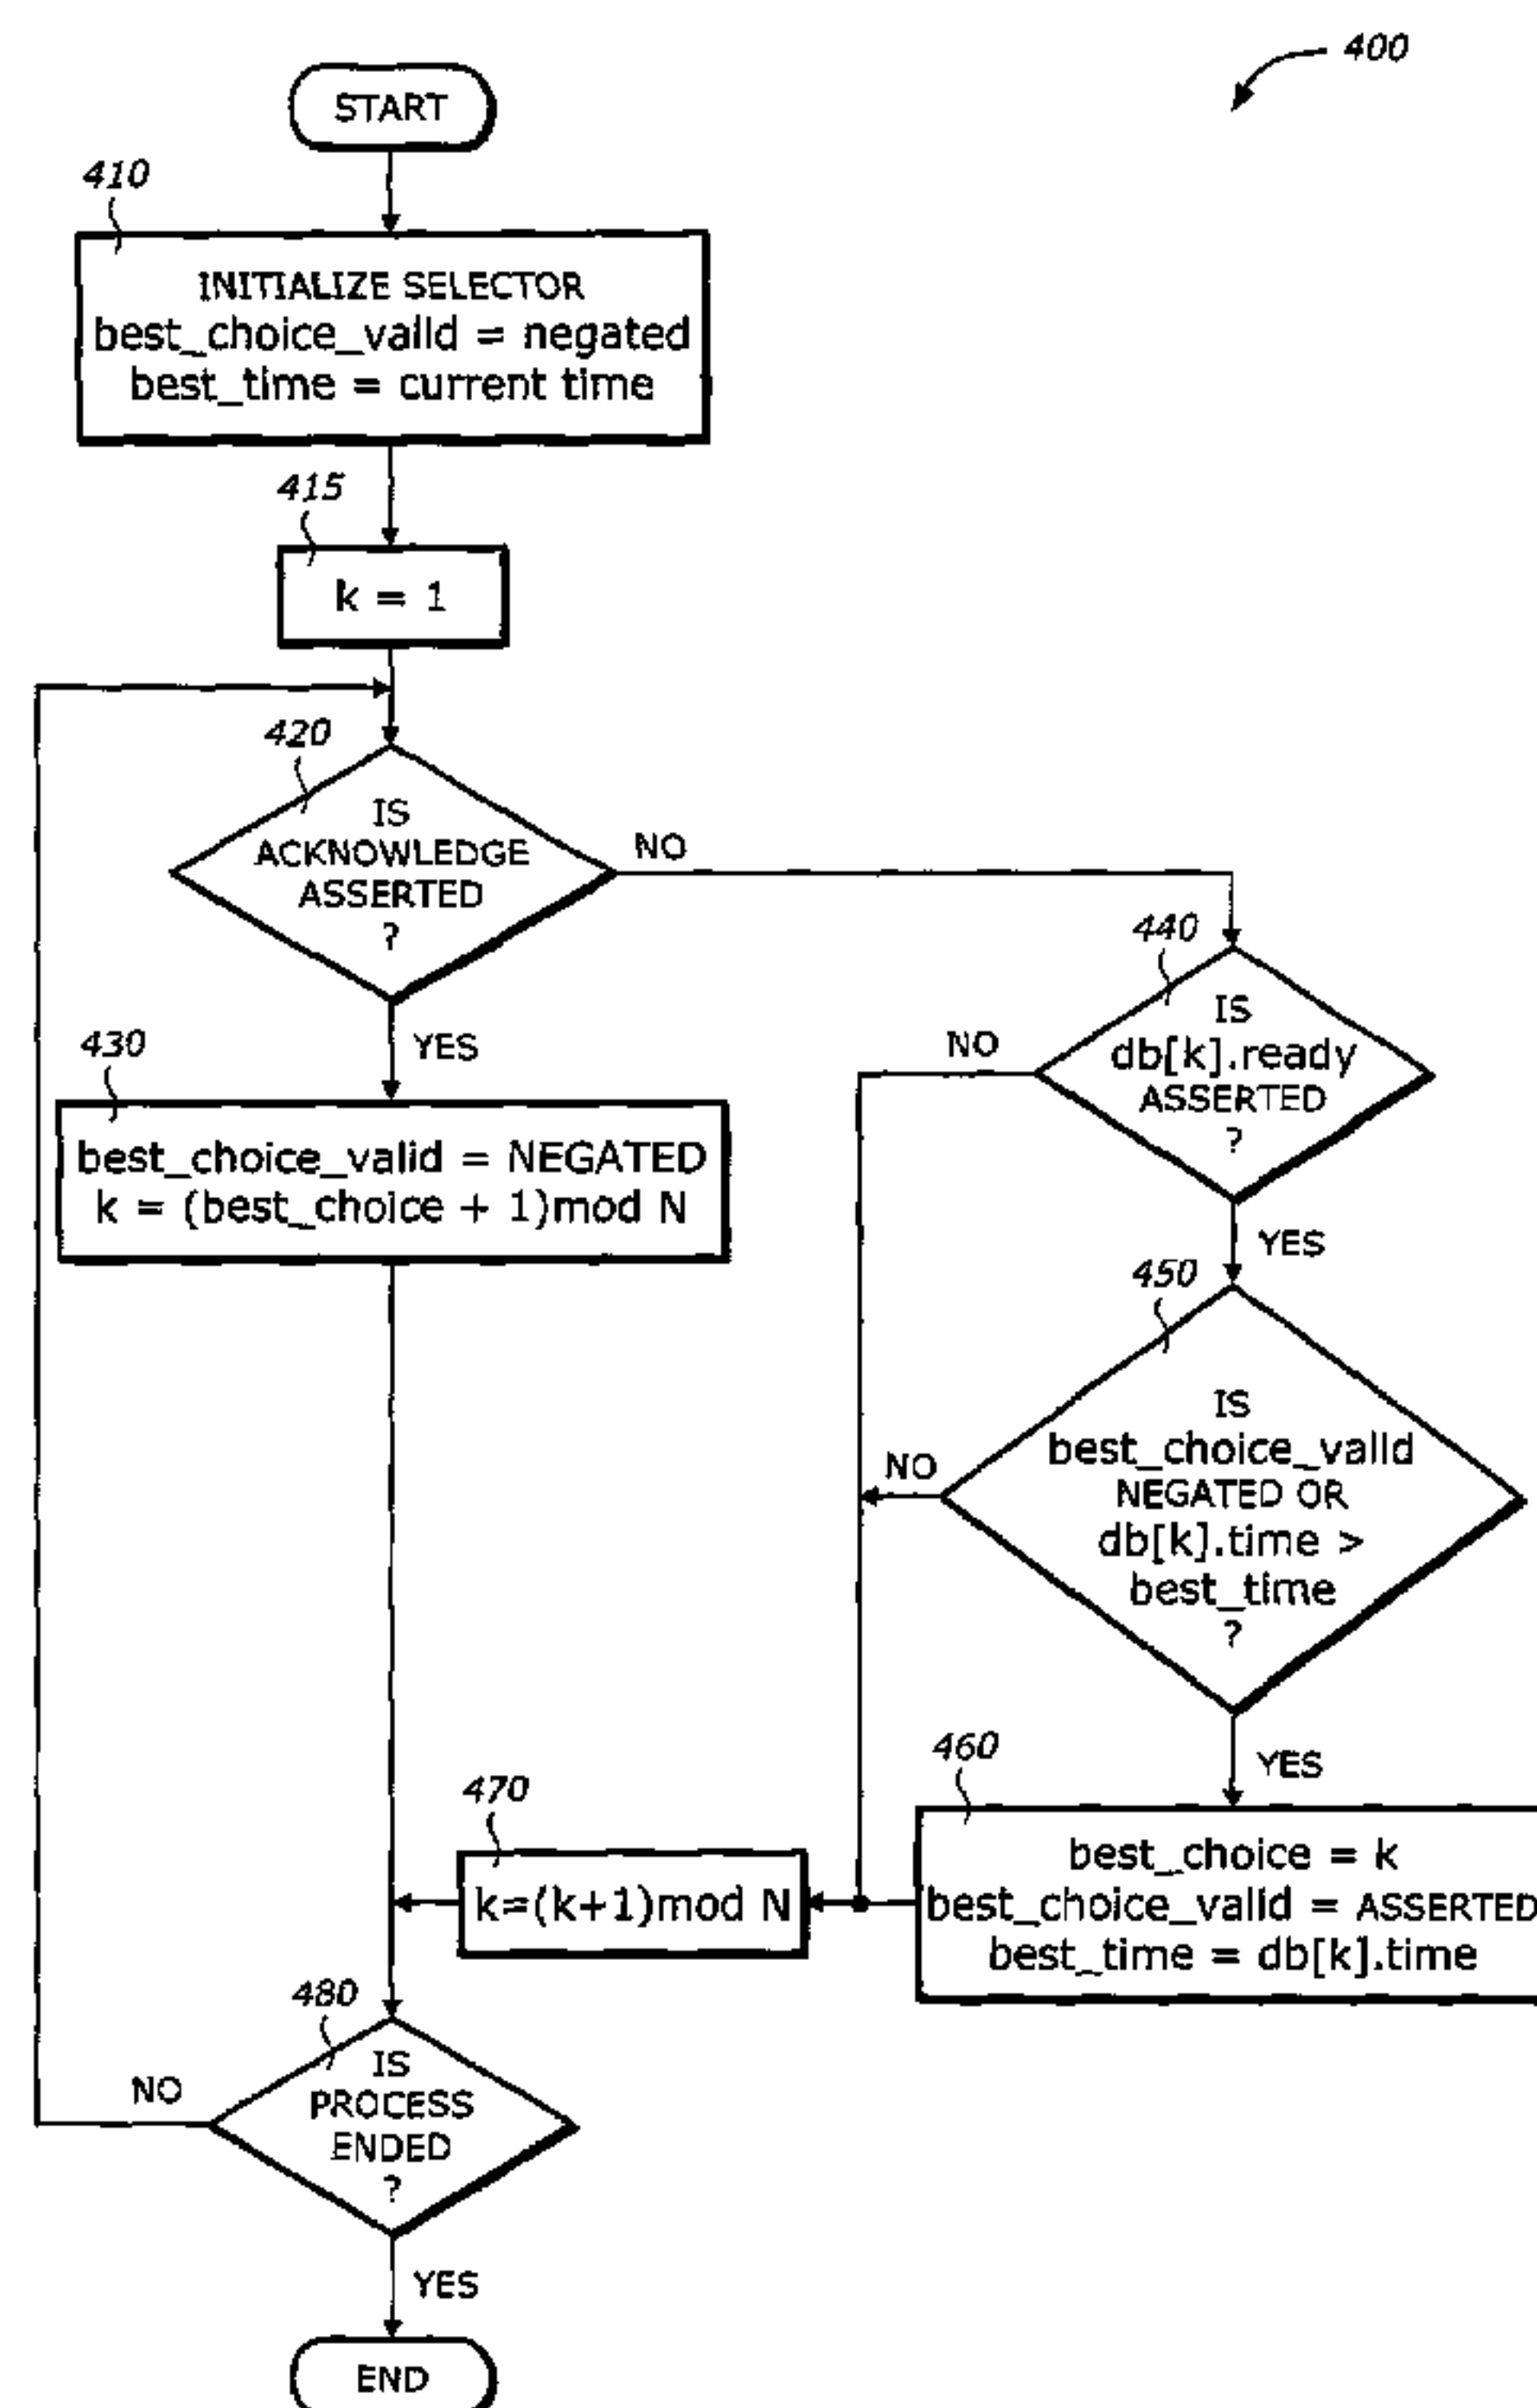 400
START
410
INITIALIZE SELECTOR
best_choice_valid = negated
best_time = current time
415
k = 1
420
IS
ACKNOWLEDGE
ASSERTED
?
NO
YES
430
best_choice_valid = NEGATED
k = (best_choice + 1)mod N
440
IS
db[k].ready
ASSERTED
?
NO
YES
450
IS
best_choice_valid
NEGATED OR
db[k].time >
best_time
?
NO
YES
460
best_choice = k
best_choice_valid = ASSERTED
best_time = db[k].time
470
k=(k+1)mod N
480
IS
PROCESS
ENDED
?
NO
YES
END